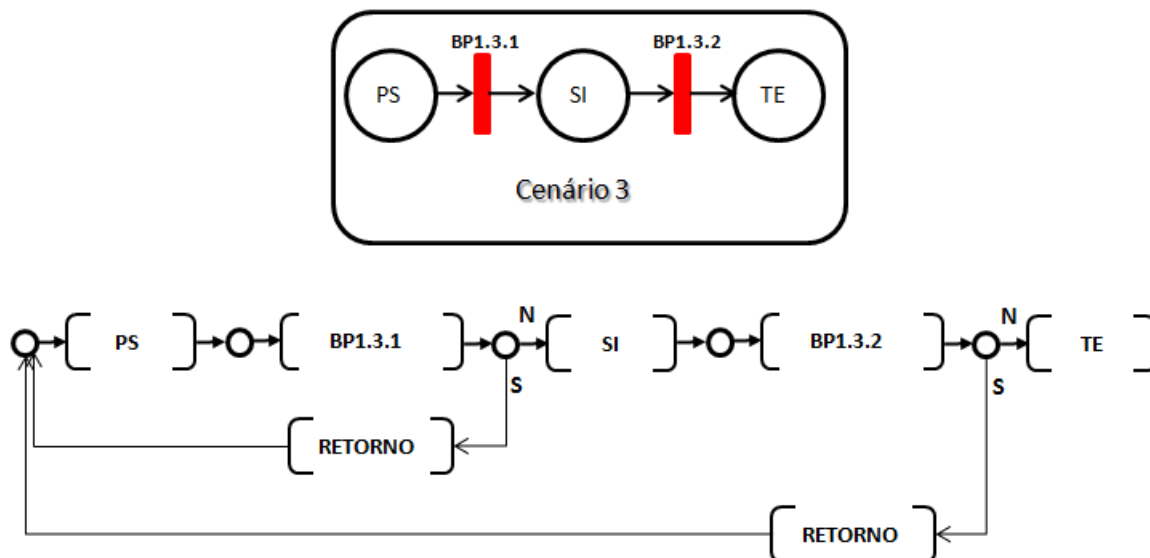 BP1.3.1 BP1.3.2
PS SI TE
Cenário 3
PS BP1.3.1 N SI BP1.3.2 N TE
S S
RETORNO
RETORNO